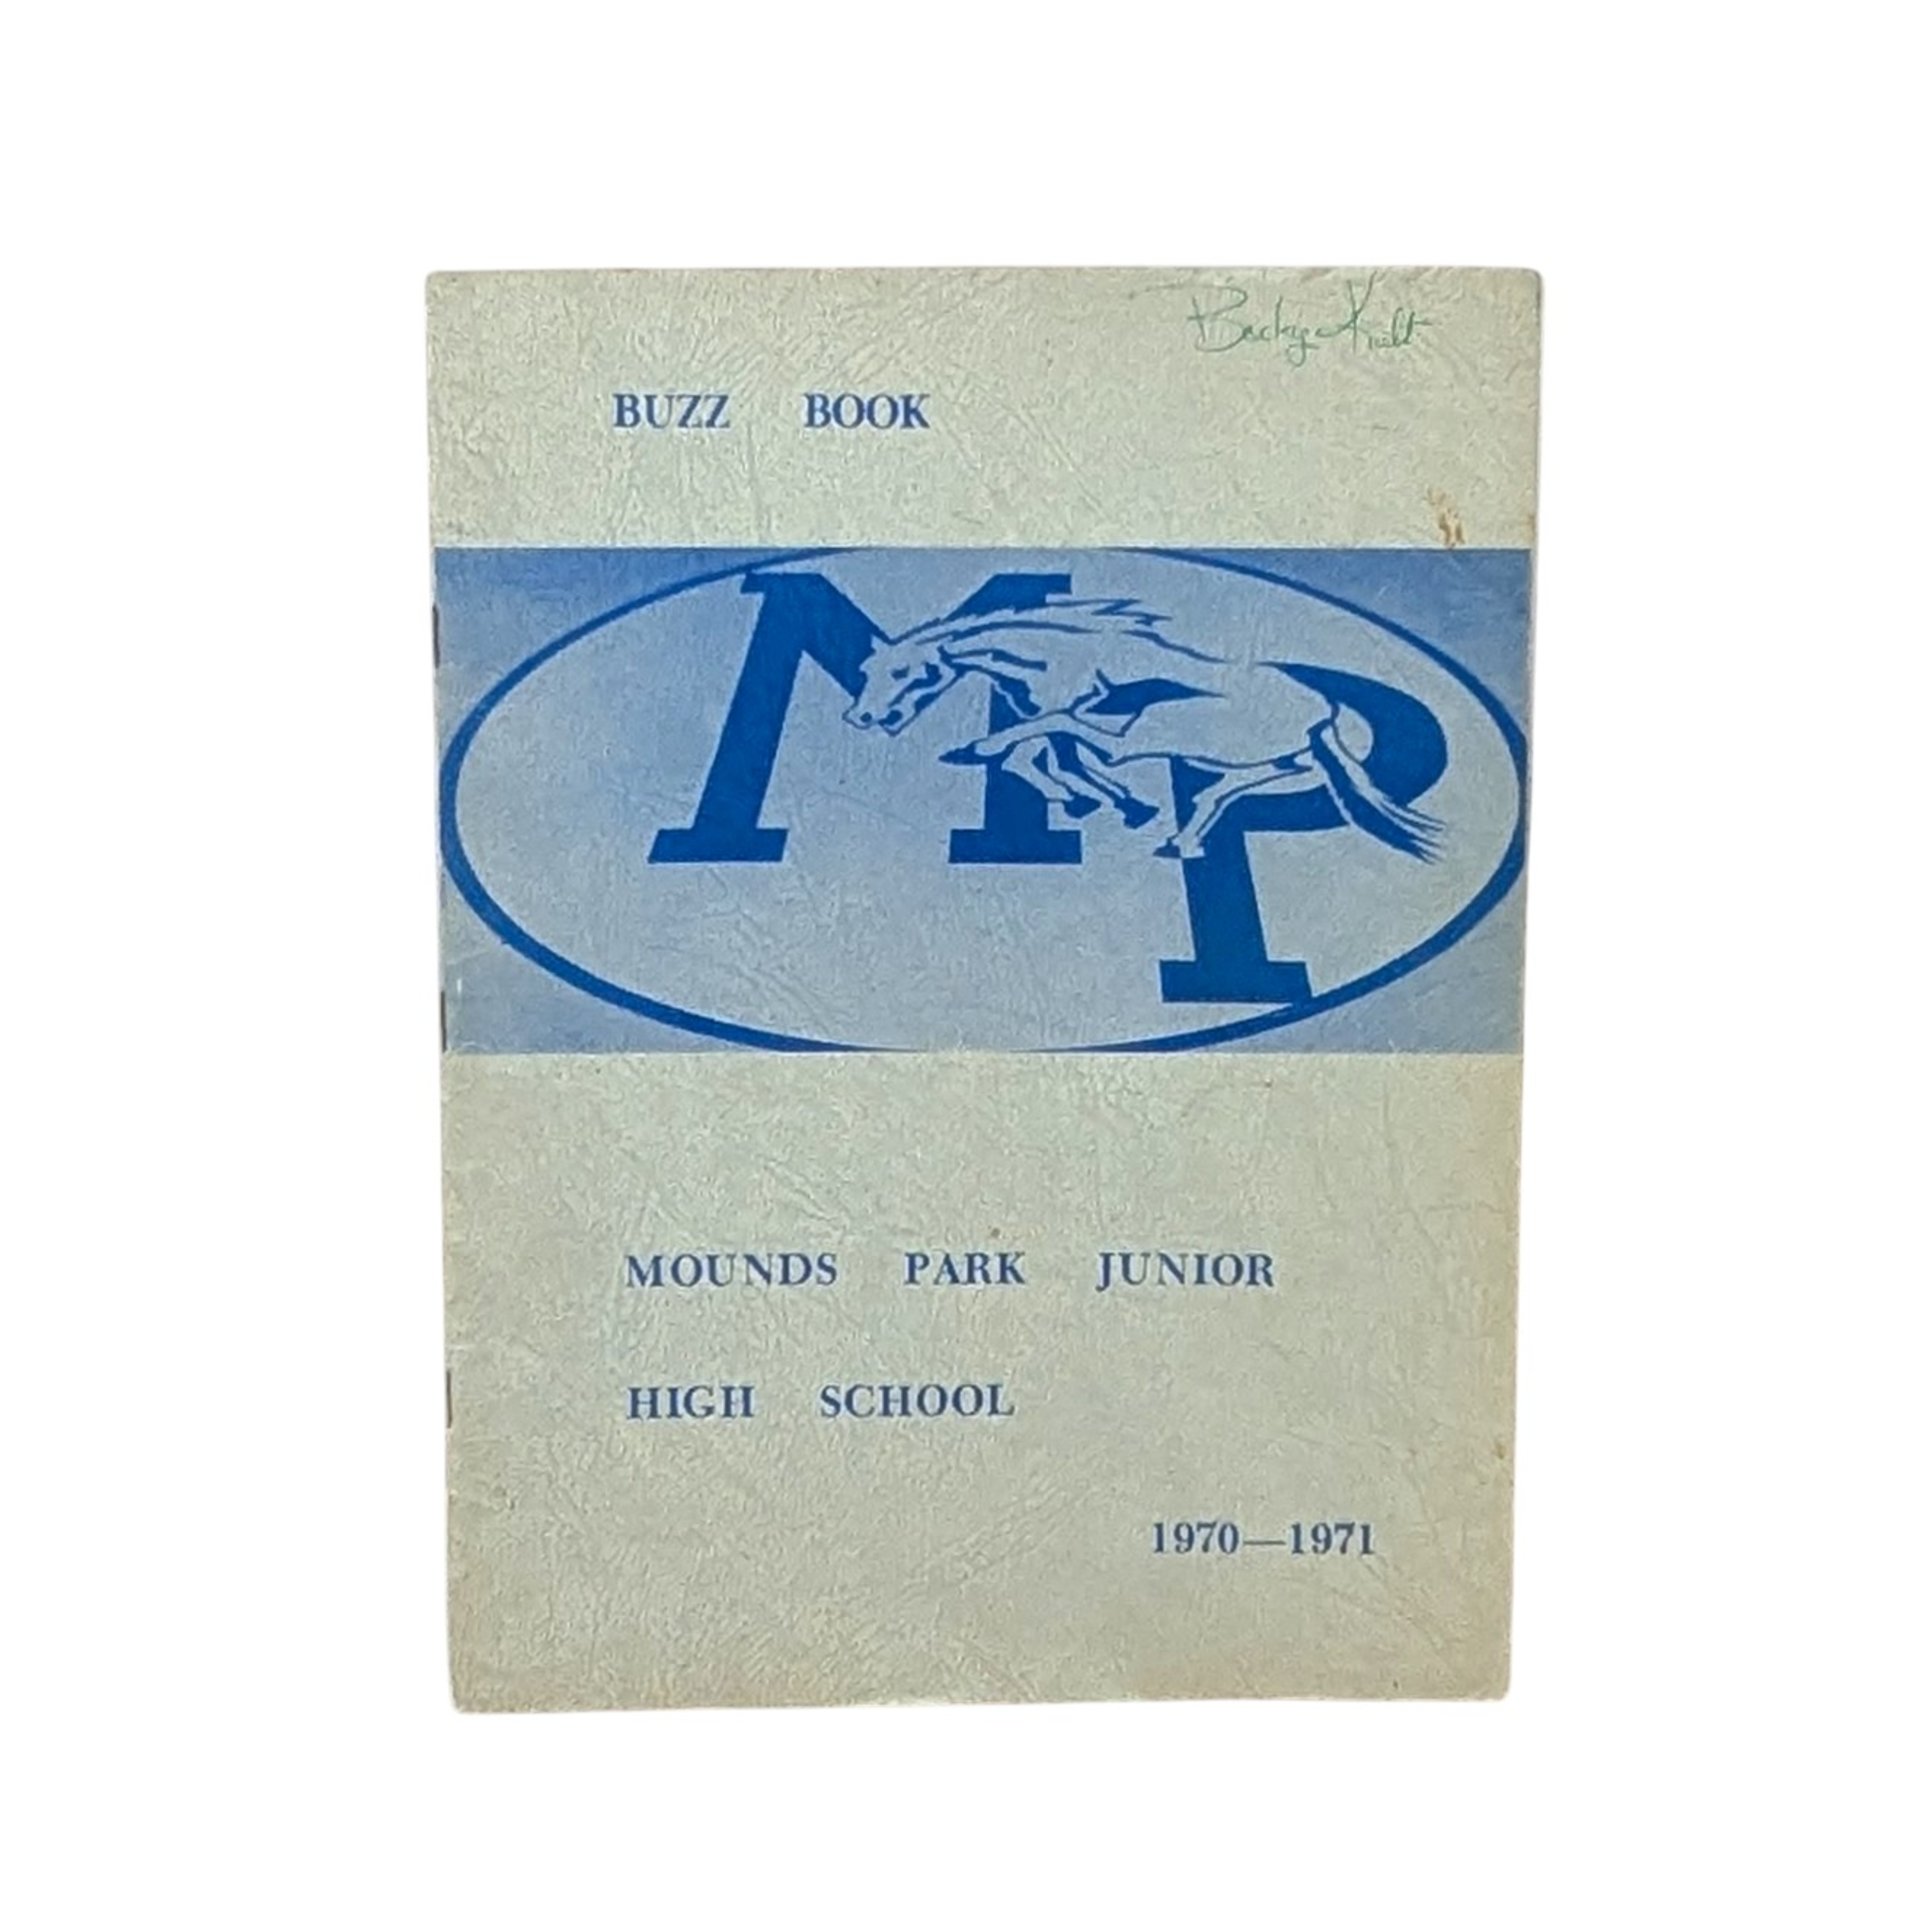 Becky
BUZZ BOOK
MP
MOUNDS PARK JUNIOR
HIGH SCHOOL
1970—1971